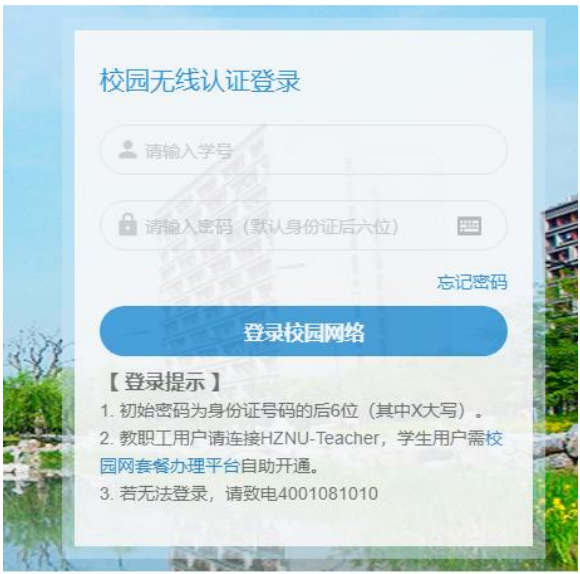 校园无线认证登录
请输入学号
请输入密码（默认身份证后六位）
忘记密码
登录校园网络
【 登录提示 】
1. 初始密码为身份证号码的后6位（其中X大写）.
2. 教职工用户请连接HZNU-Teacher，学生用户需校
园网套餐办理平台自助开通。
3. 若无法登录，请致电4001081010